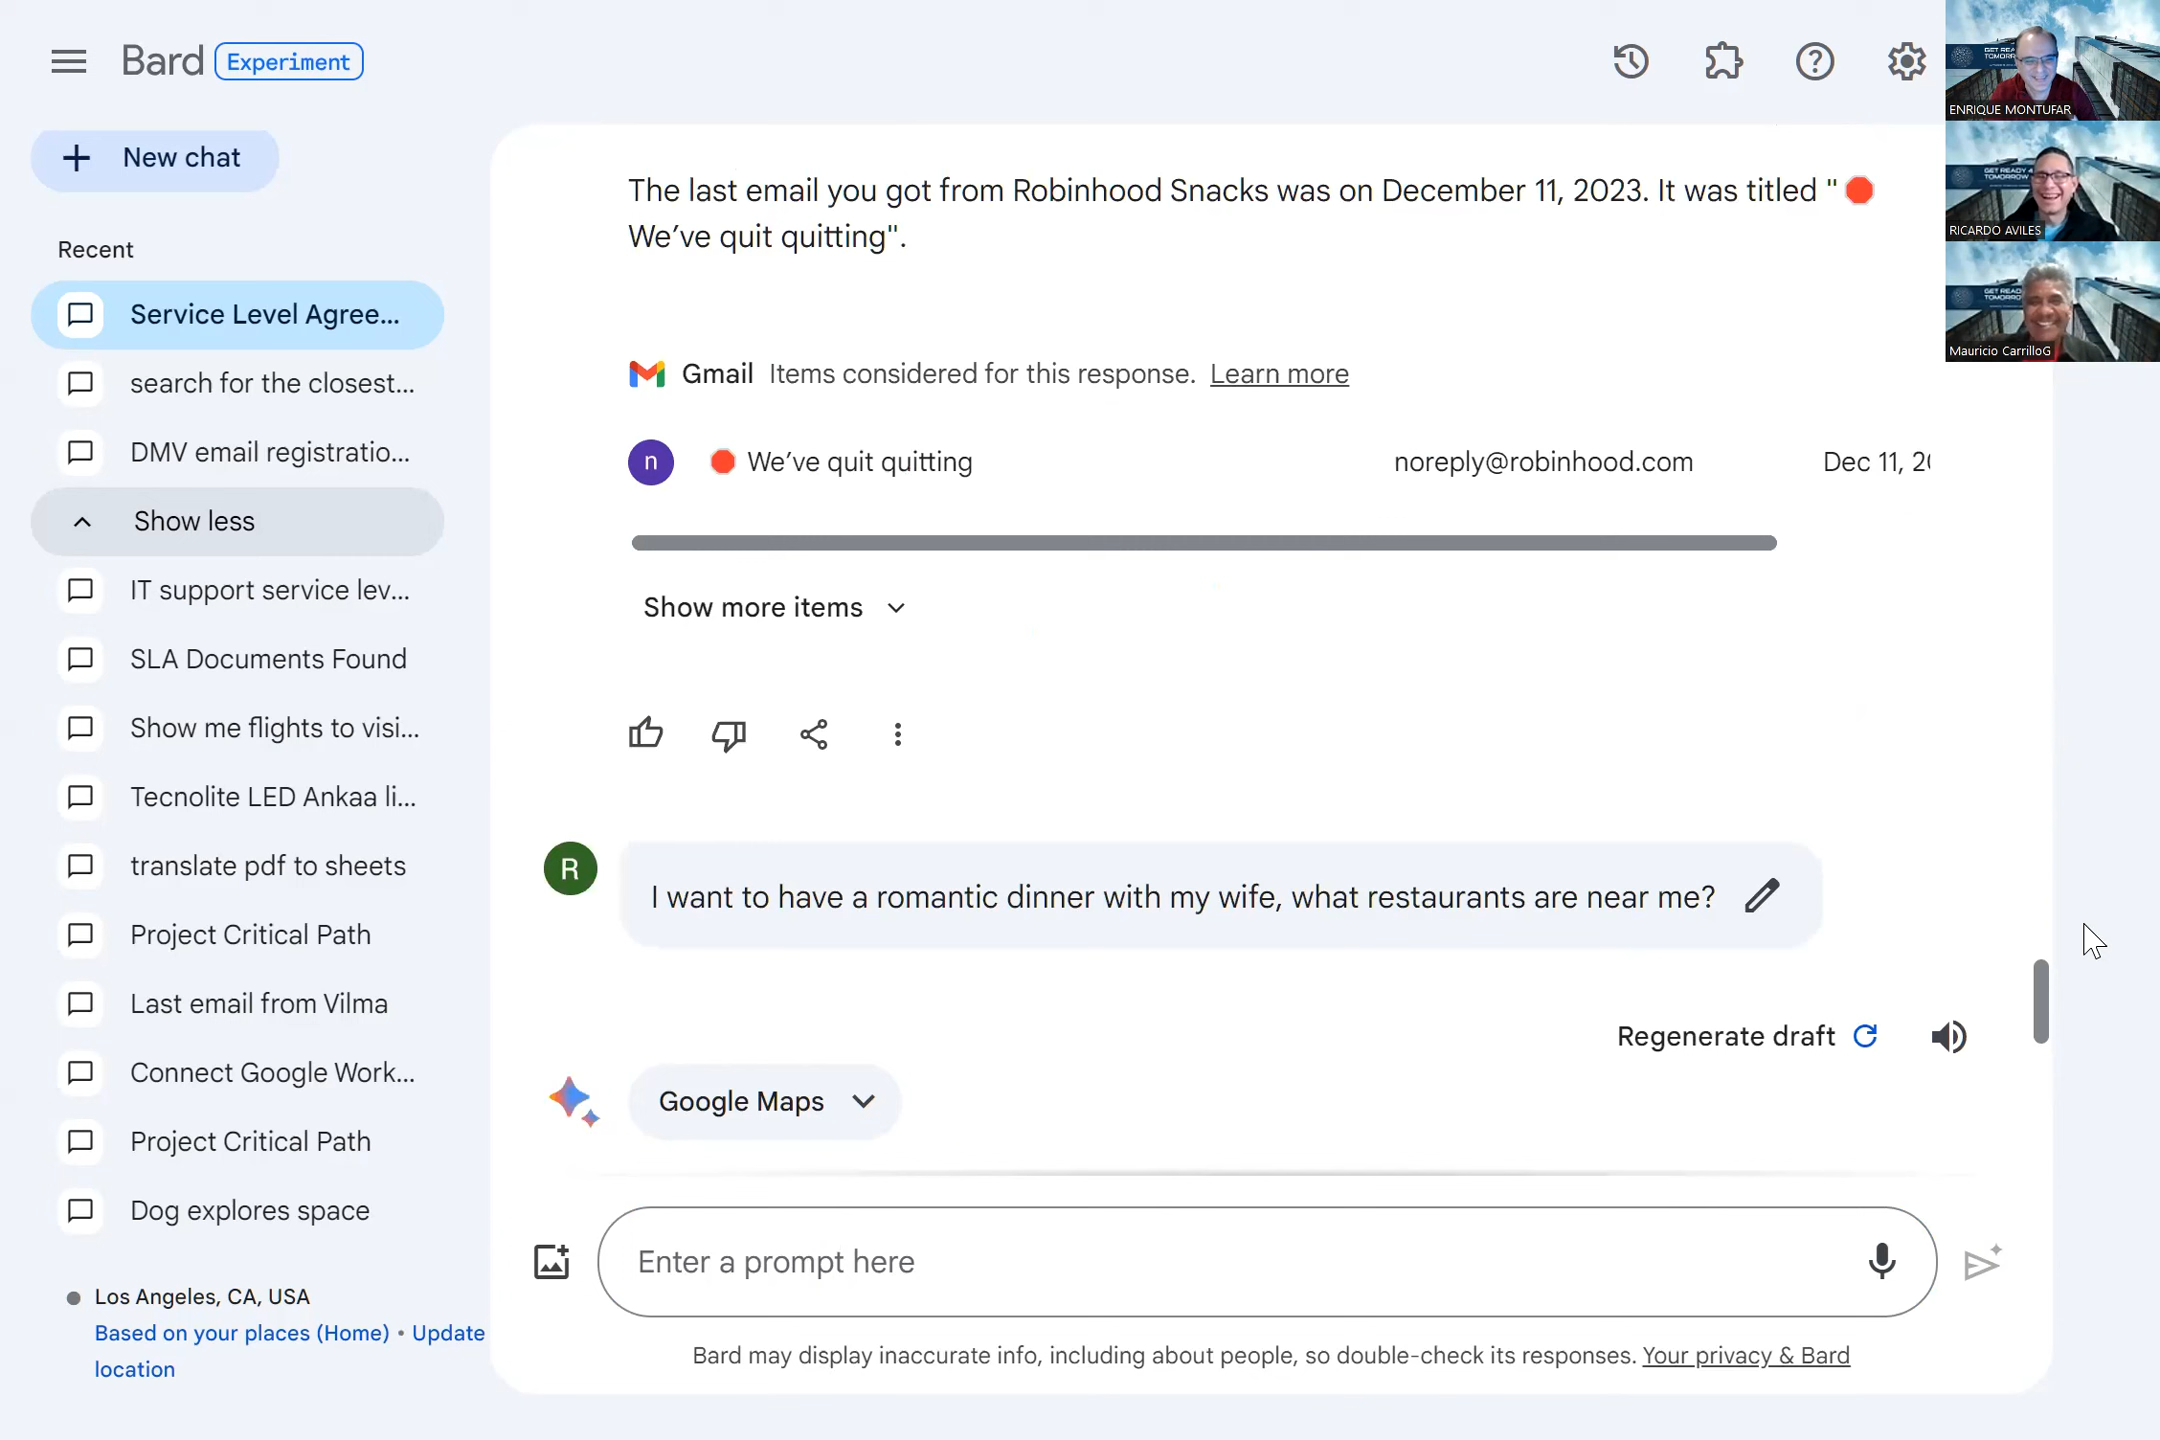 Bard Experiment
New chat
Recent
Service Level Agree...
search for the closest...
DMV email registratio...
Show less
IT support service lev...
SLA Documents Found
Show me flights to visi...
Tecnolite LED Ankaa li...
translate pdf to sheets
Project Critical Path
Last email from Vilma
Connect Google Work...
Project Critical Path
Dog explores space
Los Angeles, CA, USA
Based on your places (Home) • Update
location
The last email you got from Robinhood Snacks was on December 11, 2023. It was titled "🛑
We’ve quit quitting".
Gmail Items considered for this response. Learn more
n 🛑 We’ve quit quitting noreply@robinhood.com Dec 11, 20
Show more items
R I want to have a romantic dinner with my wife, what restaurants are near me?
Regenerate draft
Google Maps
Enter a prompt here
Bard may display inaccurate info, including about people, so double-check its responses. Your privacy & Bard
ENRIQUE MONTUFAR
GET READY
TOMORROW
RICARDO AVILES
Mauricio CarrilloG